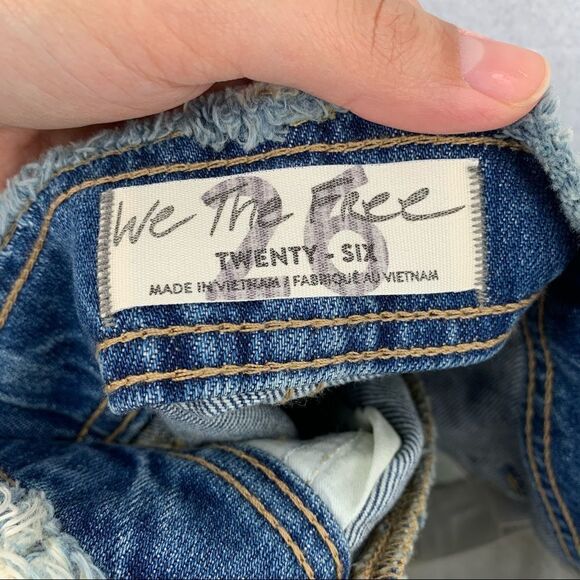 We The Free
26
TWENTY - SIX
MADE IN VIETNAM / FABRIQUÉ AU VIETNAM